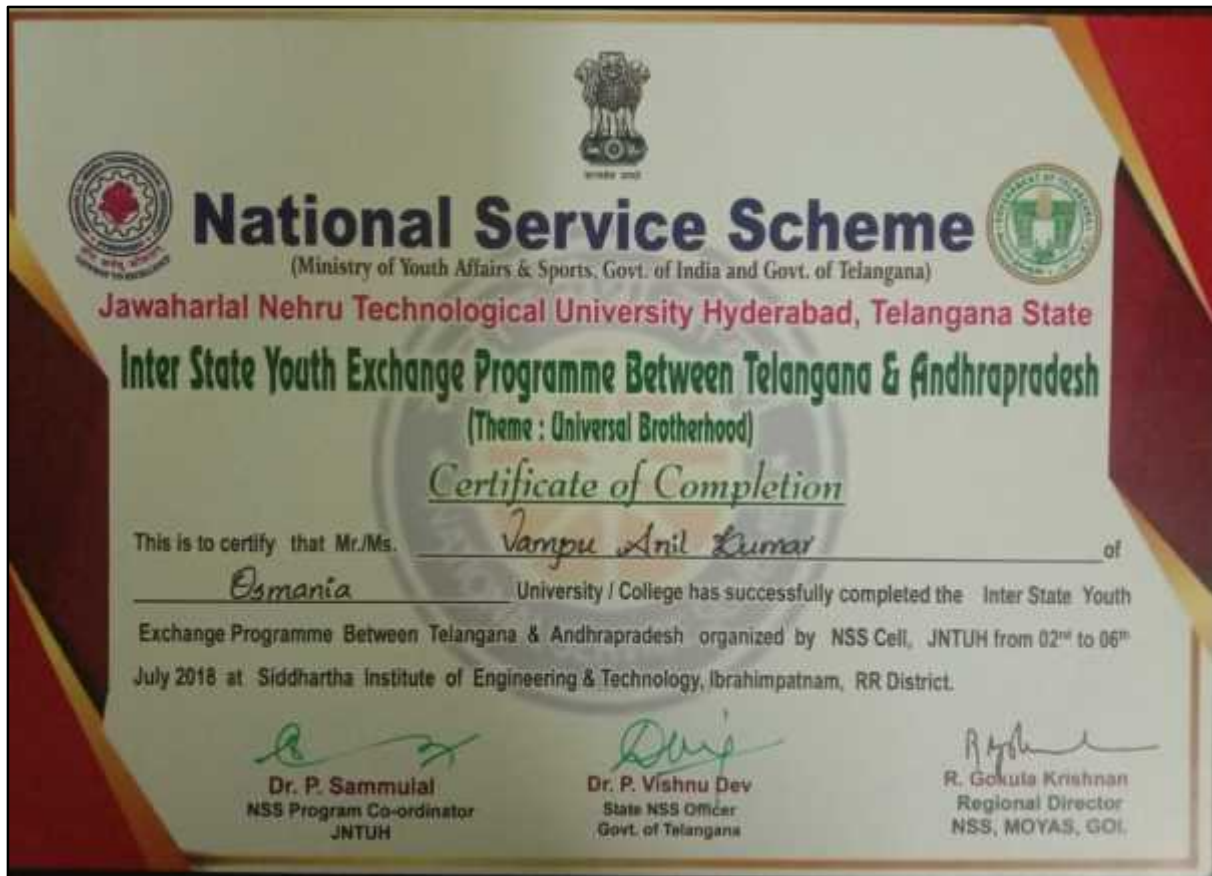 सत्यमेव जयते
National Service Scheme
(Ministry of Youth Affairs & Sports, Govt. of India and Govt. of Telangana)
Jawaharlal Nehru Technological University Hyderabad, Telangana State
Inter State Youth Exchange Programme Between Telangana & Andhrapradesh
(Theme : Universal Brotherhood)
Certificate of Completion
This is to certify that Mr./Ms. Vampu Anil Kumar of
Osmania University / College has successfully completed the Inter State Youth
Exchange Programme Between Telangana & Andhrapradesh organized by NSS Cell, JNTUH from 02nd to 06th
July 2018 at Siddhartha Institute of Engineering & Technology, Ibrahimpatnam, RR District.
Dr. P. Sammulal
NSS Program Co-ordinator
JNTUH
Dr. P. Vishnu Dev
State NSS Officer
Govt. of Telangana
R. Gokula Krishnan
Regional Director
NSS, MOYAS, GOI.